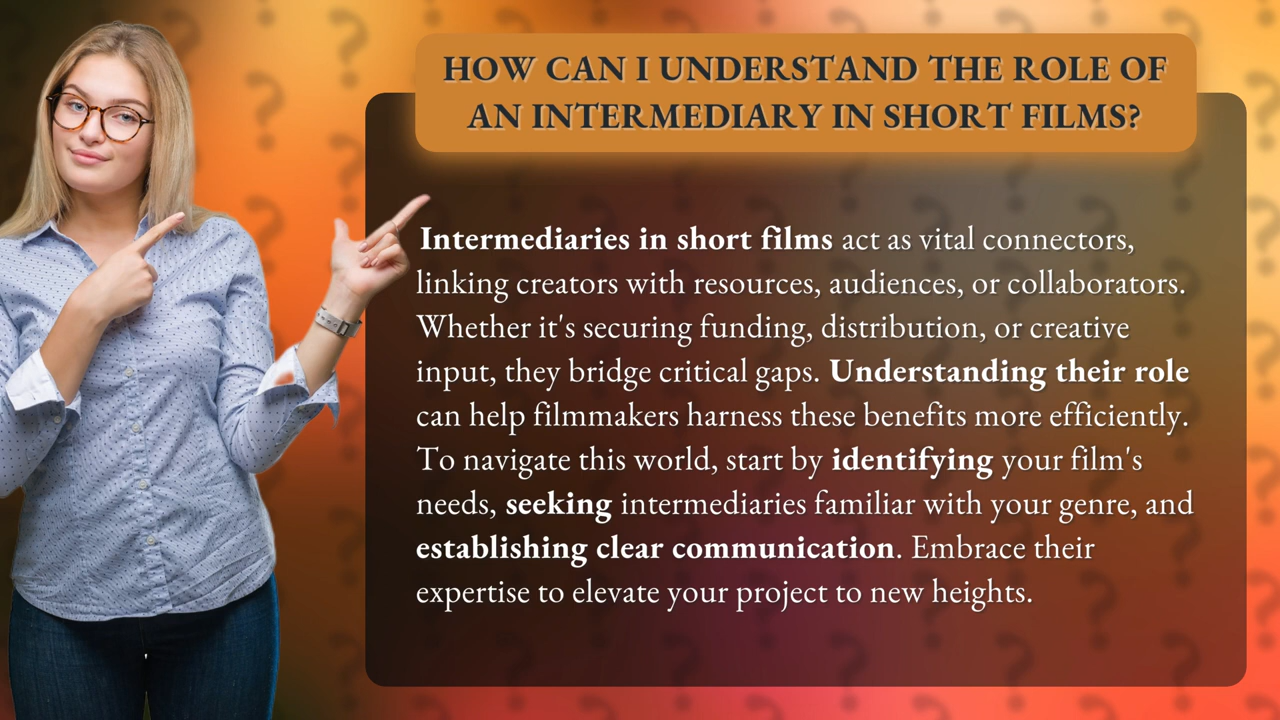 HOW CAN I UNDERSTAND THE ROLE OF
AN INTERMEDIARY IN SHORT FILMS?
Intermediaries in short films act as vital connectors,
linking creators with resources, audiences, or collaborators.
Whether it's securing funding, distribution, or creative
input, they bridge critical gaps. Understanding their role
can help filmmakers harness these benefits more efficiently.
To navigate this world, start by identifying your film's
needs, seeking intermediaries familiar with your genre, and
establishing clear communication. Embrace their
expertise to elevate your project to new heights.